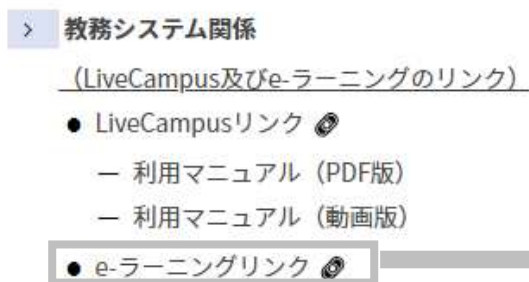 > 教務システム関係
（LiveCampus及びe-ラーニングのリンク）
● LiveCampusリンク
― 利用マニュアル（PDF版）
― 利用マニュアル（動画版）
● e-ラーニングリンク